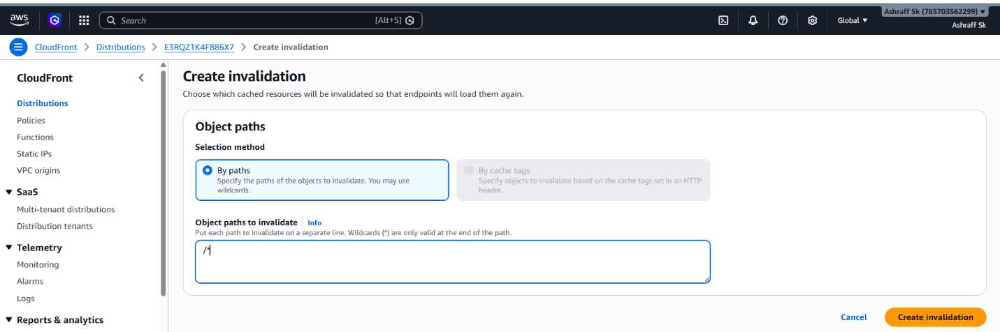 aws
Search
[Alt+S]
Global
Ashraff Sk (785703562299)
Ashraff Sk
CloudFront
Distributions
E3RQZ1K4F886X7
Create invalidation
CloudFront
Distributions
Policies
Functions
Static IPs
VPC origins
SaaS
Multi-tenant distributions
Distribution tenants
Telemetry
Monitoring
Alarms
Logs
Reports & analytics
Create invalidation
Choose which cached resources will be invalidated so that endpoints will load them again.
Object paths
Selection method
By paths
Specify the paths of the objects to invalidate. You may use
wildcards.
By cache tags
Specify objects to invalidate based on the cache tags set in an HTTP
header.
Object paths to invalidate
Info
Put each path to invalidate on a separate line. Wildcards (*) are only valid at the end of the path.
/*
Cancel
Create invalidation